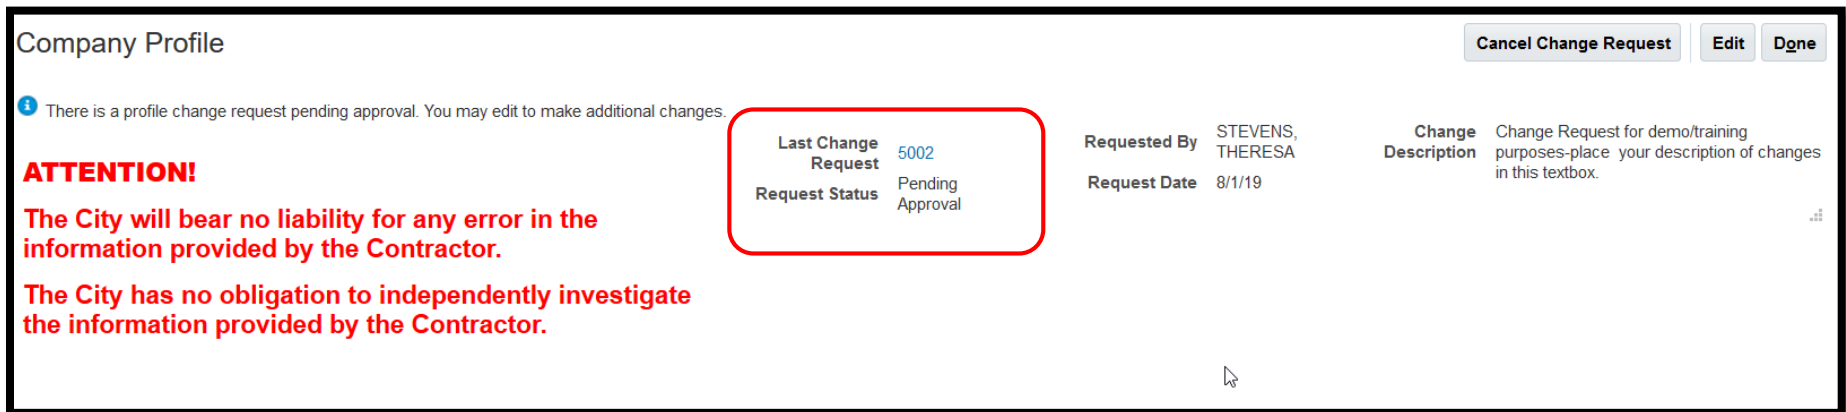 Company Profile
Cancel Change Request
Edit
Done
There is a profile change request pending approval. You may edit to make additional changes.
ATTENTION!
The City will bear no liability for any error in the
information provided by the Contractor.
The City has no obligation to independently investigate
the information provided by the Contractor.
Last Change
Request
5002
Request Status
Pending
Approval
Requested By
STEVENS,
THERESA
Request Date
8/1/19
Change
Description
Change Request for demo/training
purposes-place  your description of changes
in this textbox.